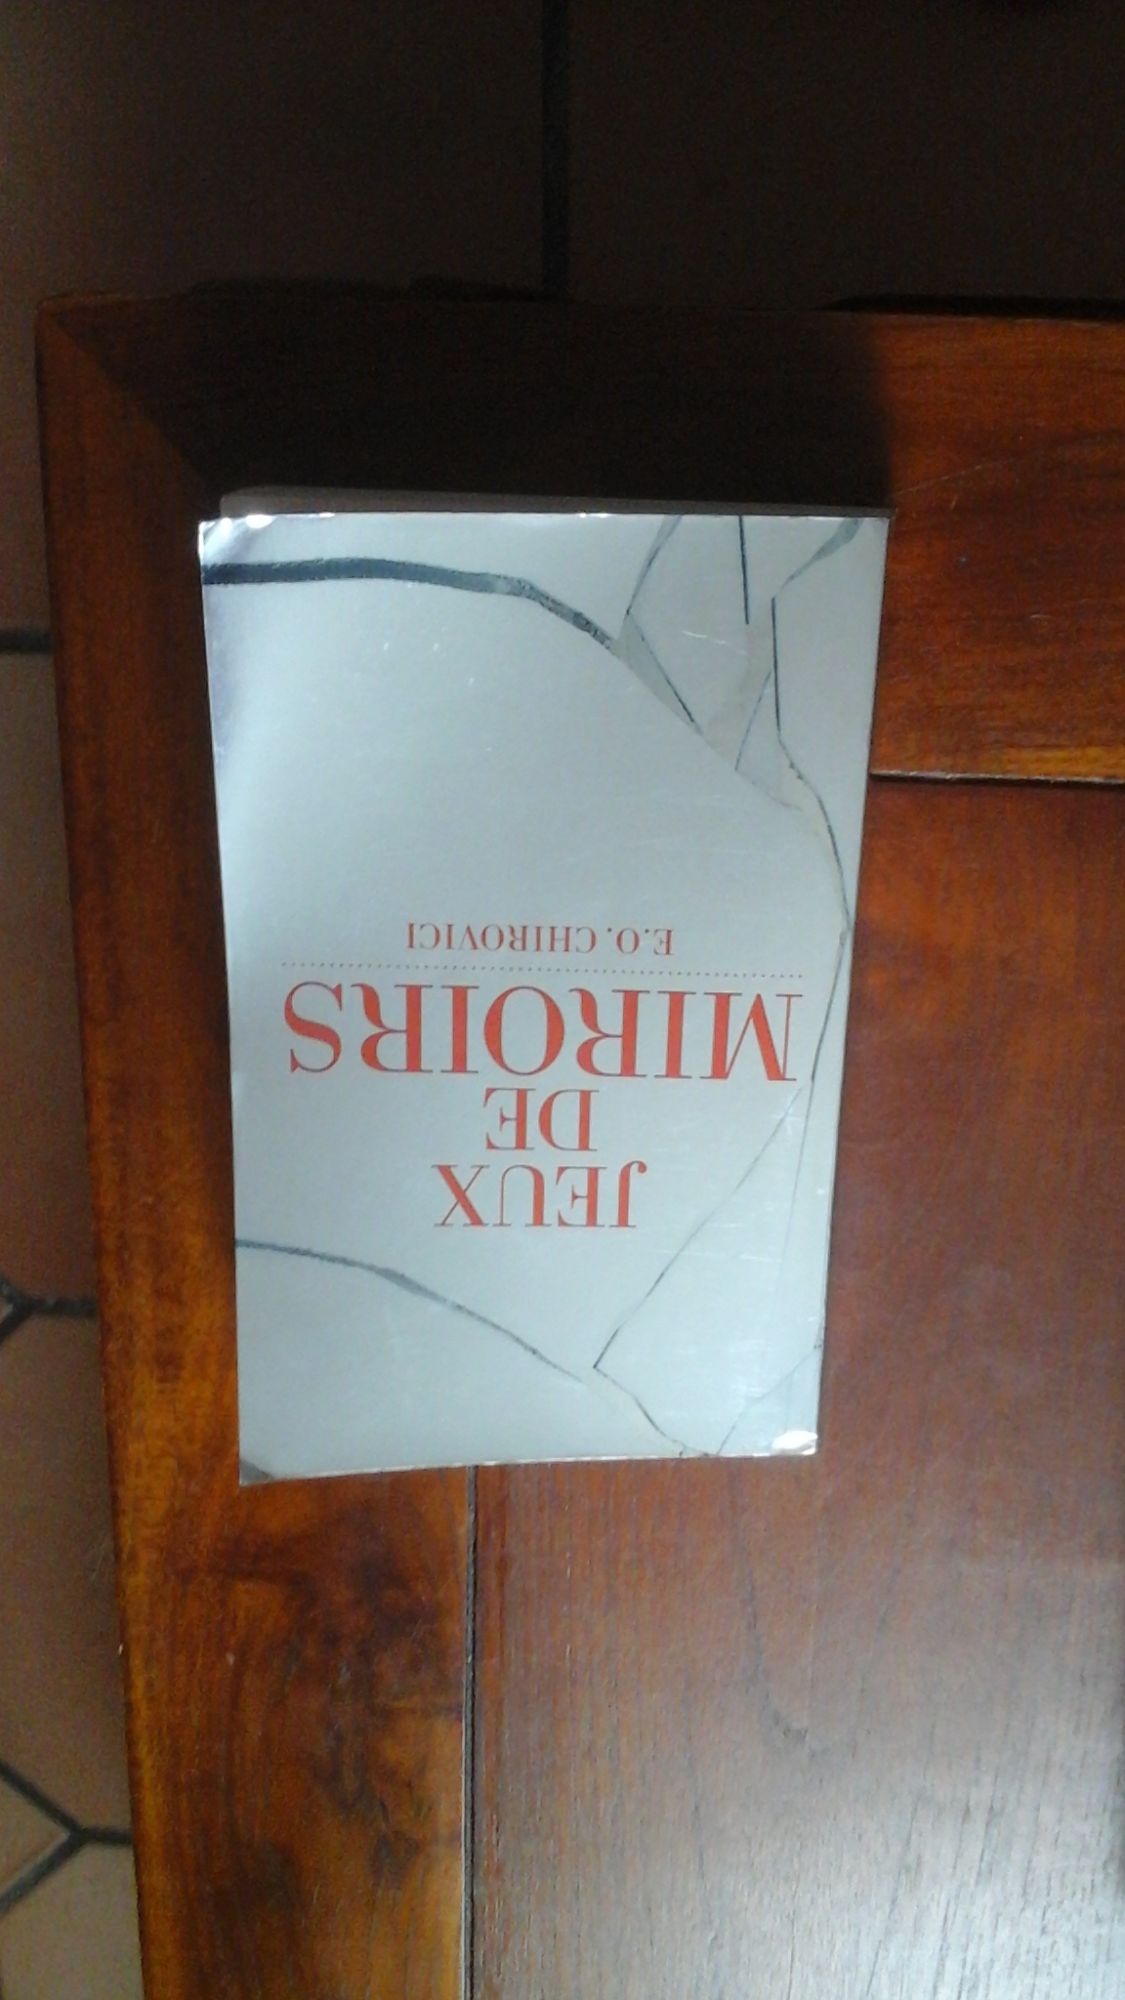 JEUX
DE
MIROIRS
E.O. CHIROVICI